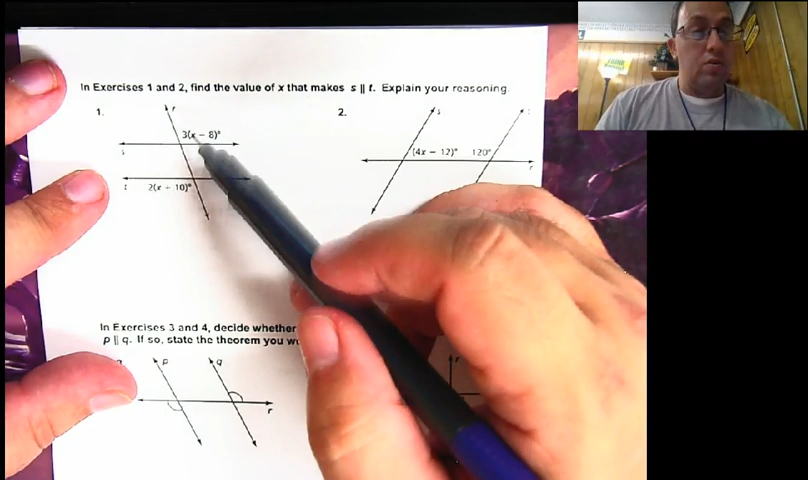 In Exercises 1 and 2, find the value of x that makes s ∥ t. Explain your reasoning.
1.
r
3(x − 8)°
s
t
2(x + 10)°
2.
s
(4x − 12)°
120°
r
In Exercises 3 and 4, decide whether
p ∥ q. If so, state the theorem you
p
q
r
r